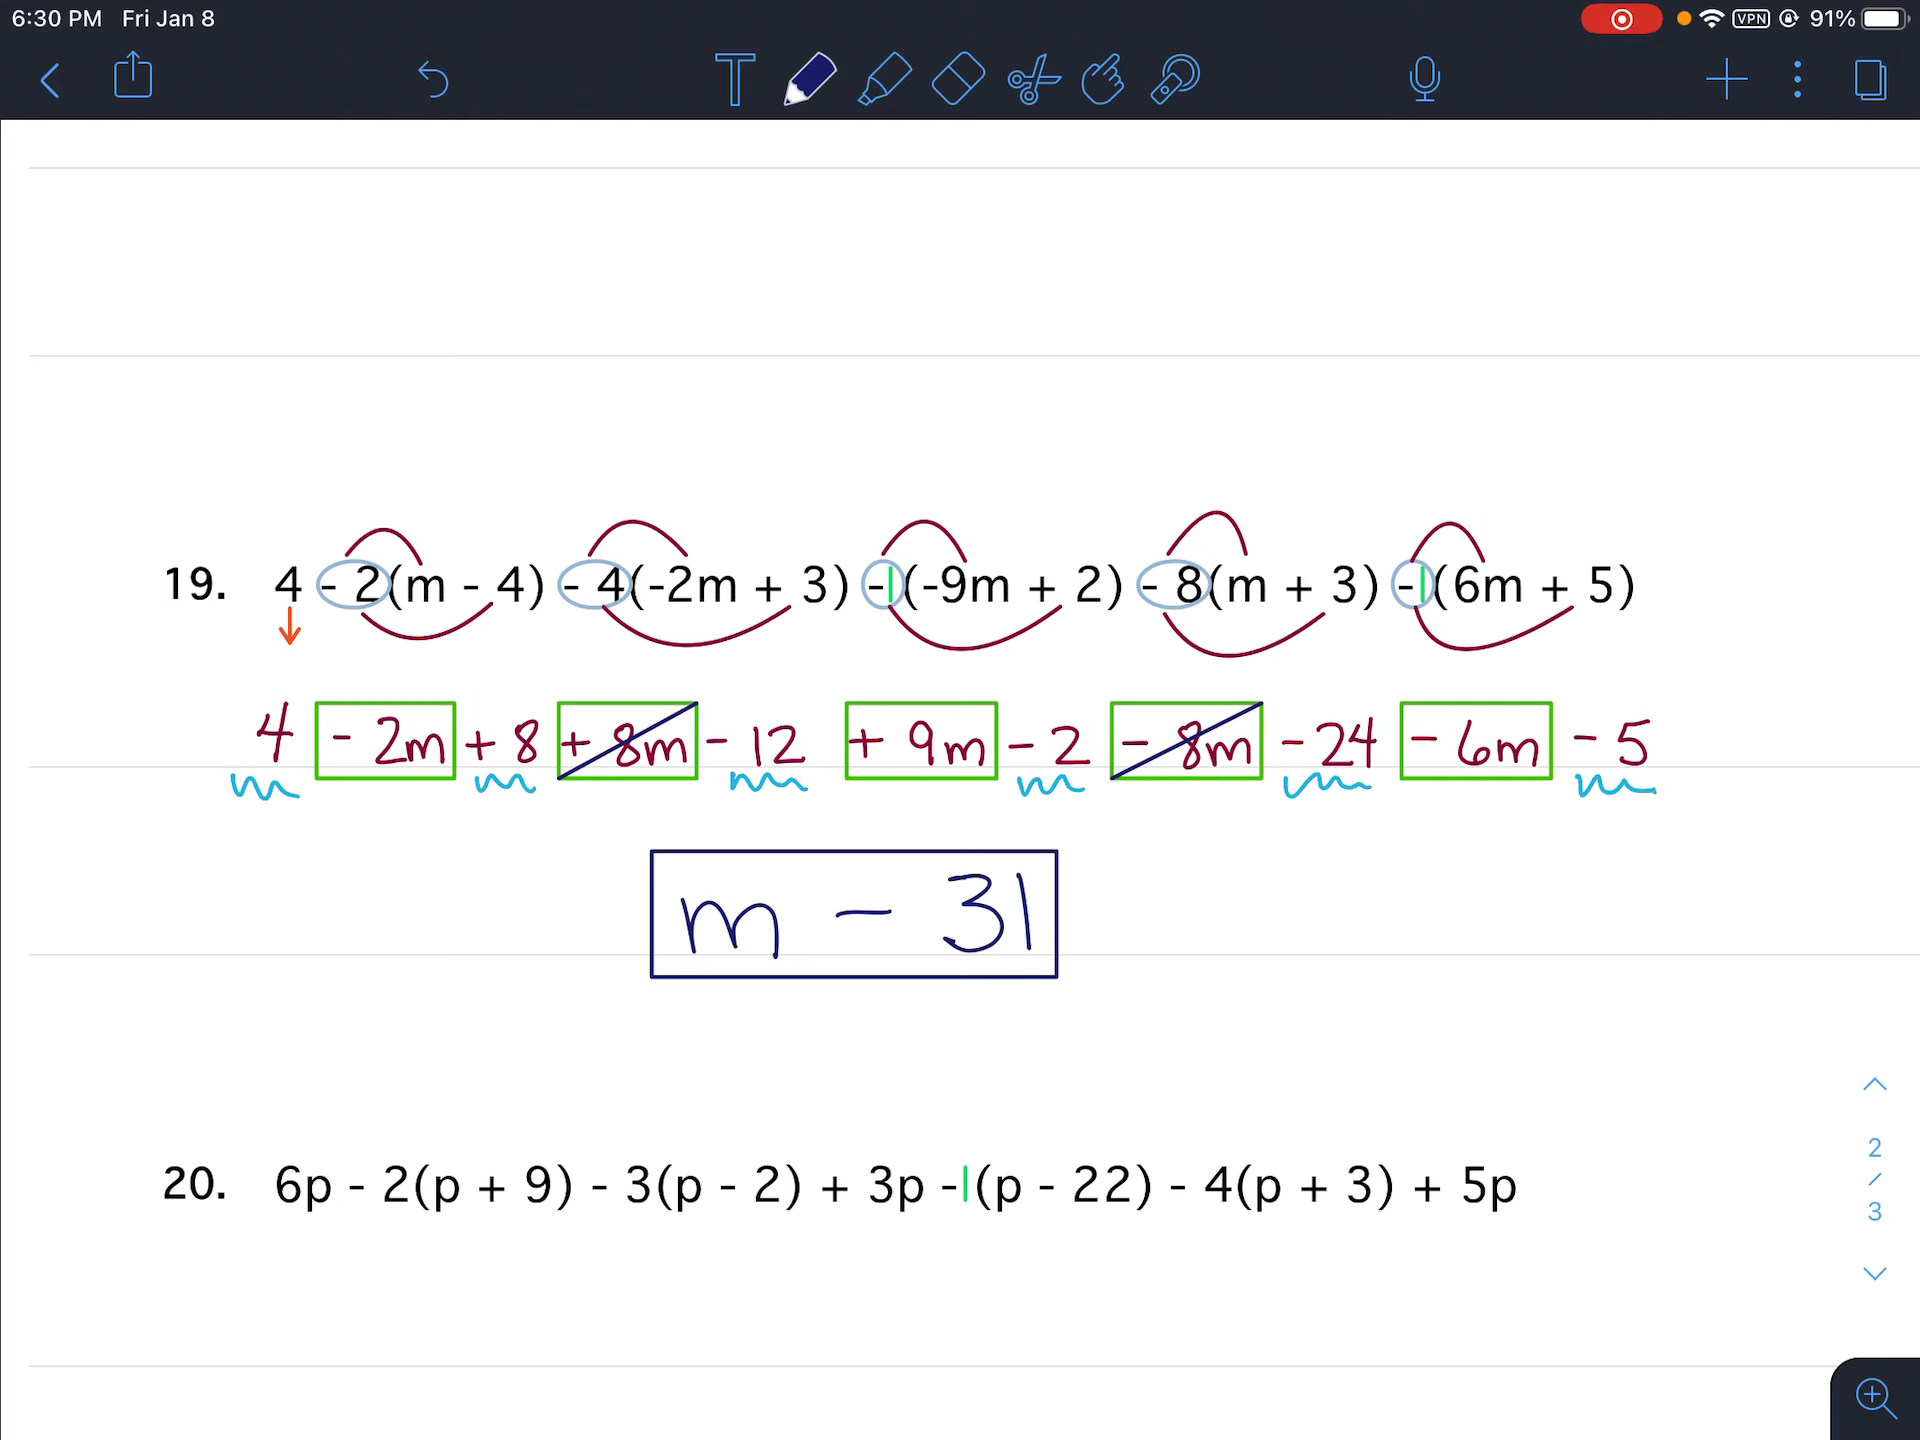 6:30 PM Fri Jan 8 VPN 91%
T
19. 4 - 2(m - 4) - 4(-2m + 3) -1(-9m + 2) - 8(m + 3) -1(6m + 5)
4 - 2m + 8 + 8m - 12 + 9m - 2 - 8m - 24 - 6m - 5
m - 31
20. 6p - 2(p + 9) - 3(p - 2) + 3p -1(p - 22) - 4(p + 3) + 5p
2
/
3